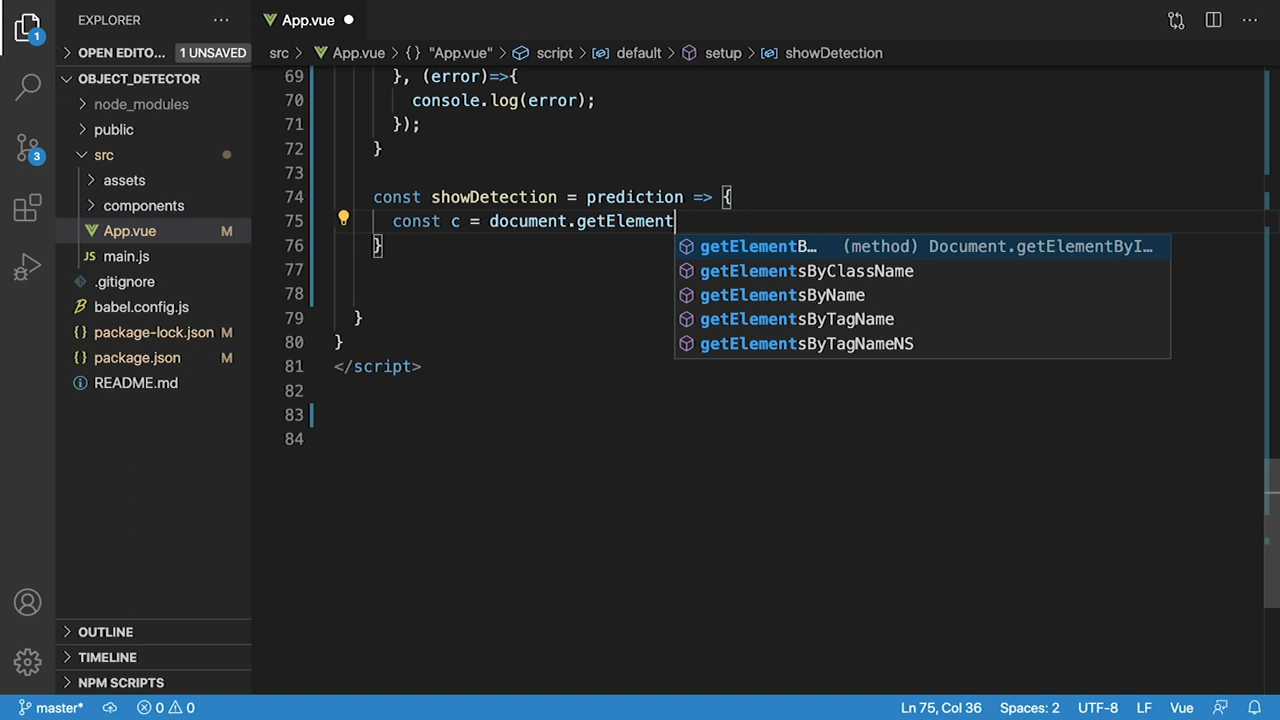 EXPLORER ···
App.vue
1
OPEN EDITO... 1 UNSAVED
src > App.vue > {} "App.vue" > script > default > setup > showDetection
OBJECT_DETECTOR
node_modules
public
src
assets
components
App.vue M
main.js
.gitignore
babel.config.js
package-lock.json M
package.json M
README.md
3
69 }, (error)=>{
70 console.log(error);
71 });
72 }
73
74 const showDetection = prediction => {
75 const c = document.getElement
76 }
77
78
79 }
80 }
81 </script>
82
83
84
getElementB... (method) Document.getElementByI...
getElementsByClassName
getElementsByName
getElementsByTagName
getElementsByTagNameNS
OUTLINE
TIMELINE
NPM SCRIPTS
master* 0 0 Ln 75, Col 36 Spaces: 2 UTF-8 LF Vue